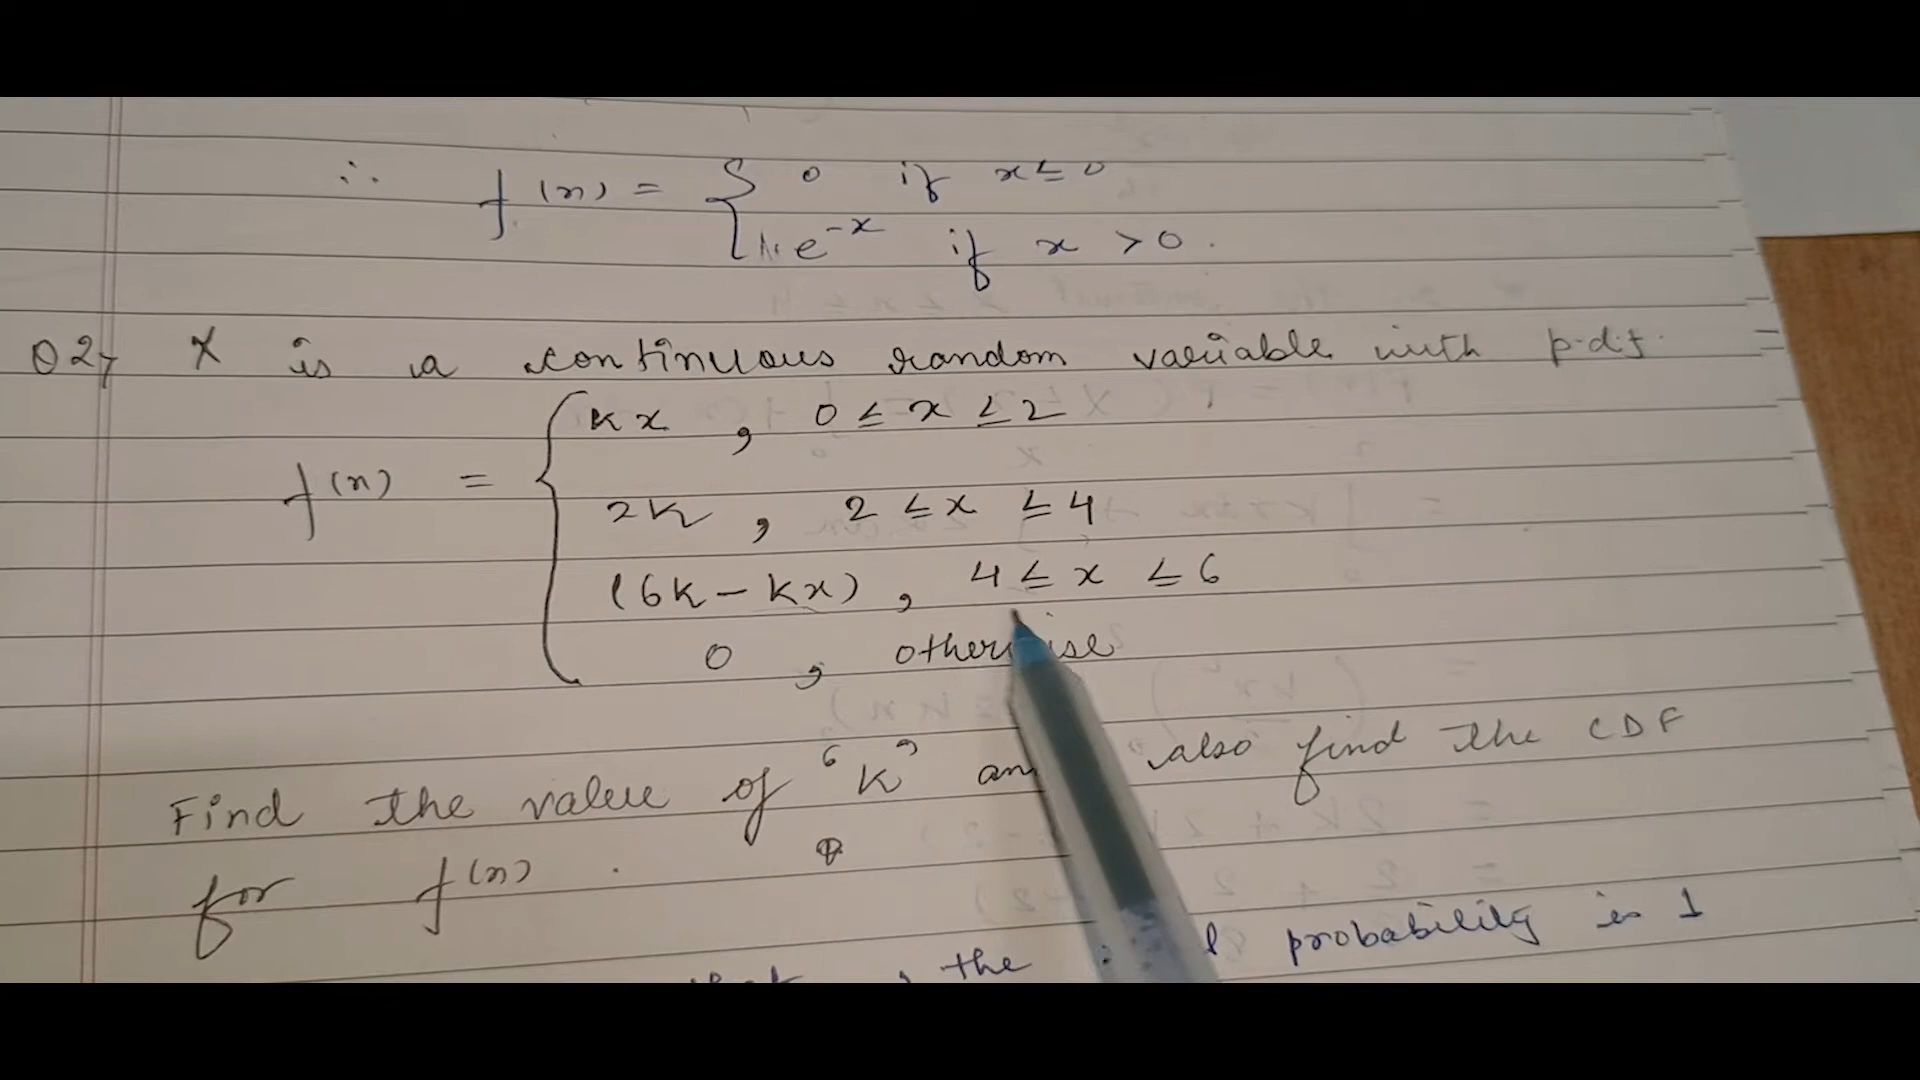 ∴ f(x) = { 0 if x ≤ 0
e^-x if x > 0.
Q2, X is a continuous random variable with p.d.f.
f(x) = { kx , 0 ≤ x ≤ 2
2k , 2 ≤ x ≤ 4
(6k - kx) , 4 ≤ x ≤ 6
0 , otherwise
Find the value of 'k' also find the CDF
for f(x) .
the probability is 1